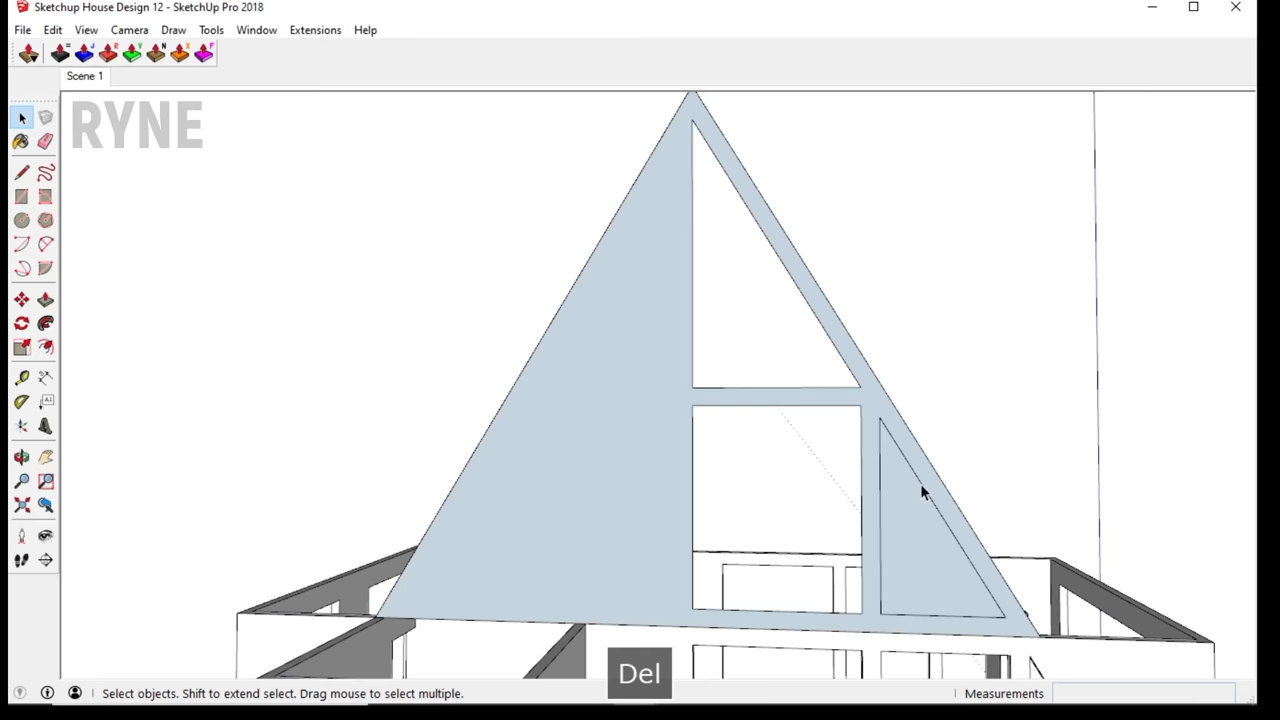 Sketchup House Design 12 - SketchUp Pro 2018
File Edit View Camera Draw Tools Window Extensions Help
Scene 1
RYNE
Del
Select objects. Shift to extend select. Drag mouse to select multiple.
Measurements